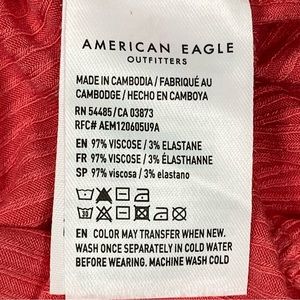 AMERICAN EAGLE
OUTFITTERS
MADE IN CAMBODIA / FABRIQUÉ AU
CAMBODGE / HECHO EN CAMBOYA
RN 54485/CA 03873
RFC# AEM120605U9A
EN 97% VISCOSE / 3% ELASTANE
FR 97% VISCOSE / 3% ÉLASTHANNE
SP 97% viscosa / 3% elastano
EN COLOR MAY TRANSFER WHEN NEW.
WASH ONCE SEPARATELY IN COLD WATER
BEFORE WEARING. MACHINE WASH COLD